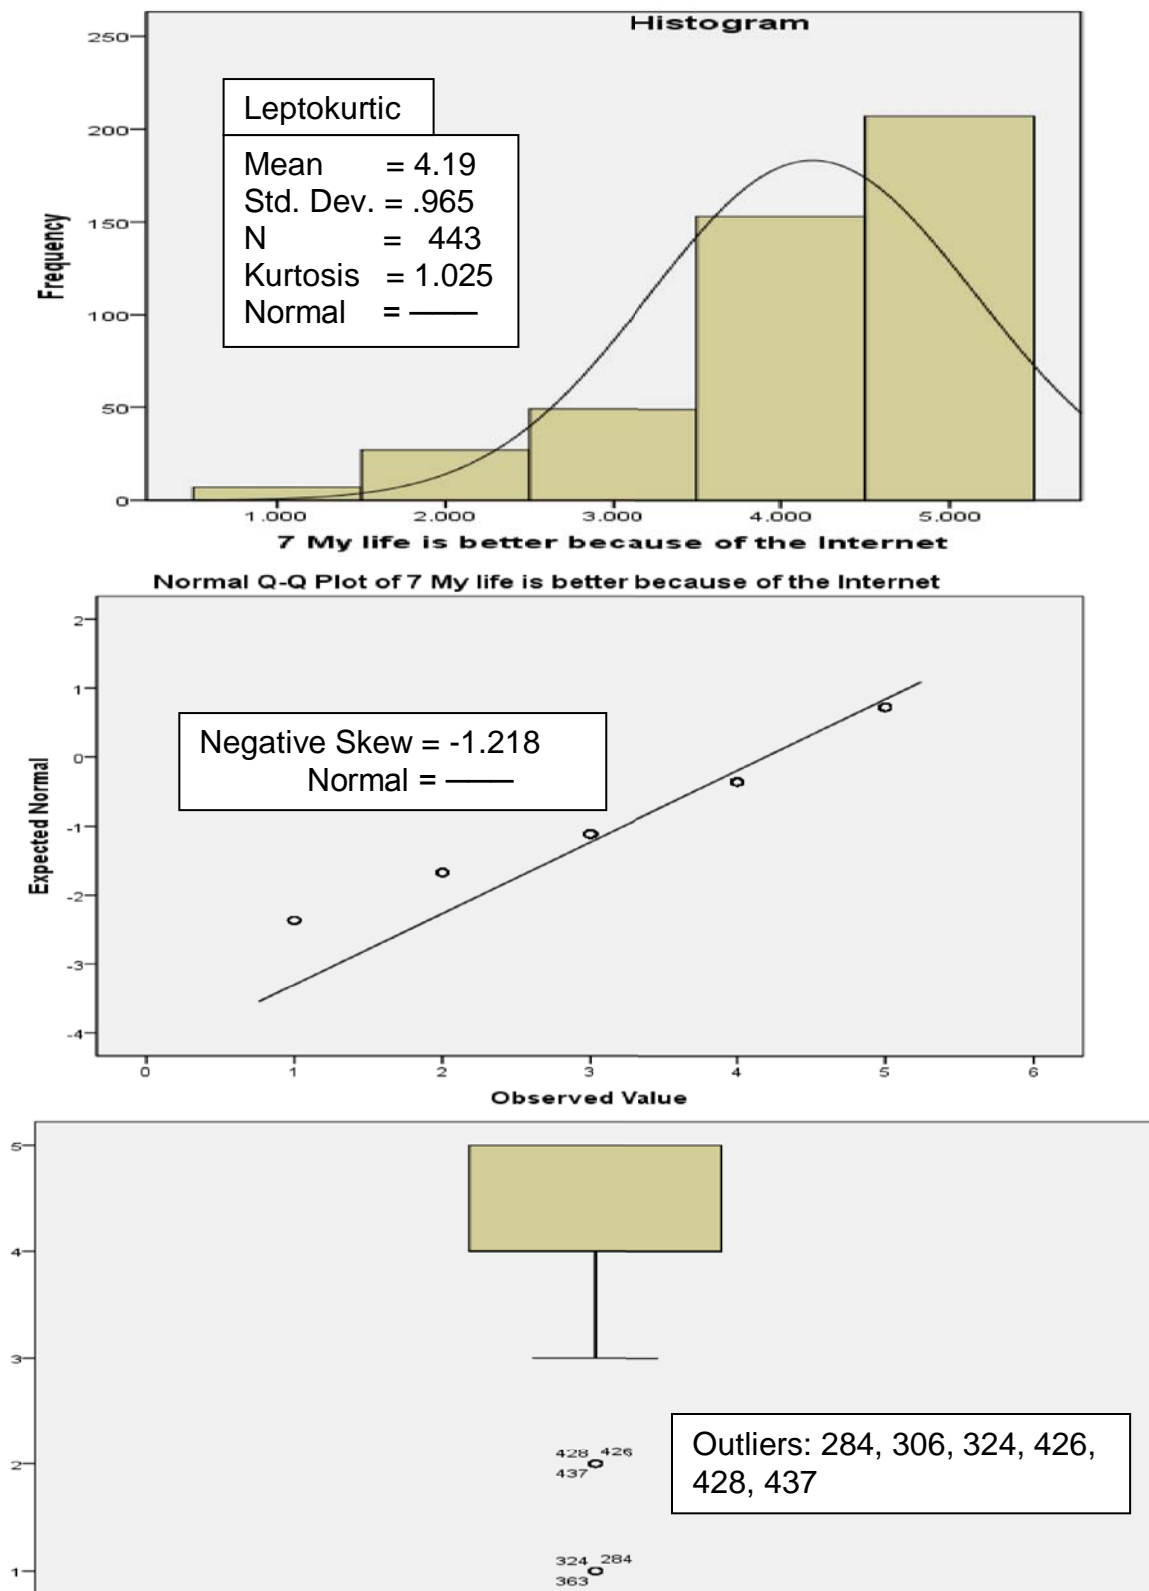 Histogram
250
200
150
100
50
0
Frequency
Leptokurtic
Mean = 4.19
Std. Dev. = .965
N = 443
Kurtosis = 1.025
Normal = ——
1.000 2.000 3.000 4.000 5.000
7 My life is better because of the Internet
Normal Q-Q Plot of 7 My life is better because of the Internet
2
1
0
-1
-2
-3
-4
Expected Normal
Negative Skew = -1.218
Normal = ——
0 1 2 3 4 5 6
Observed Value
5
4
3
2
1
428 426
437
324 284
363
Outliers: 284, 306, 324, 426,
428, 437